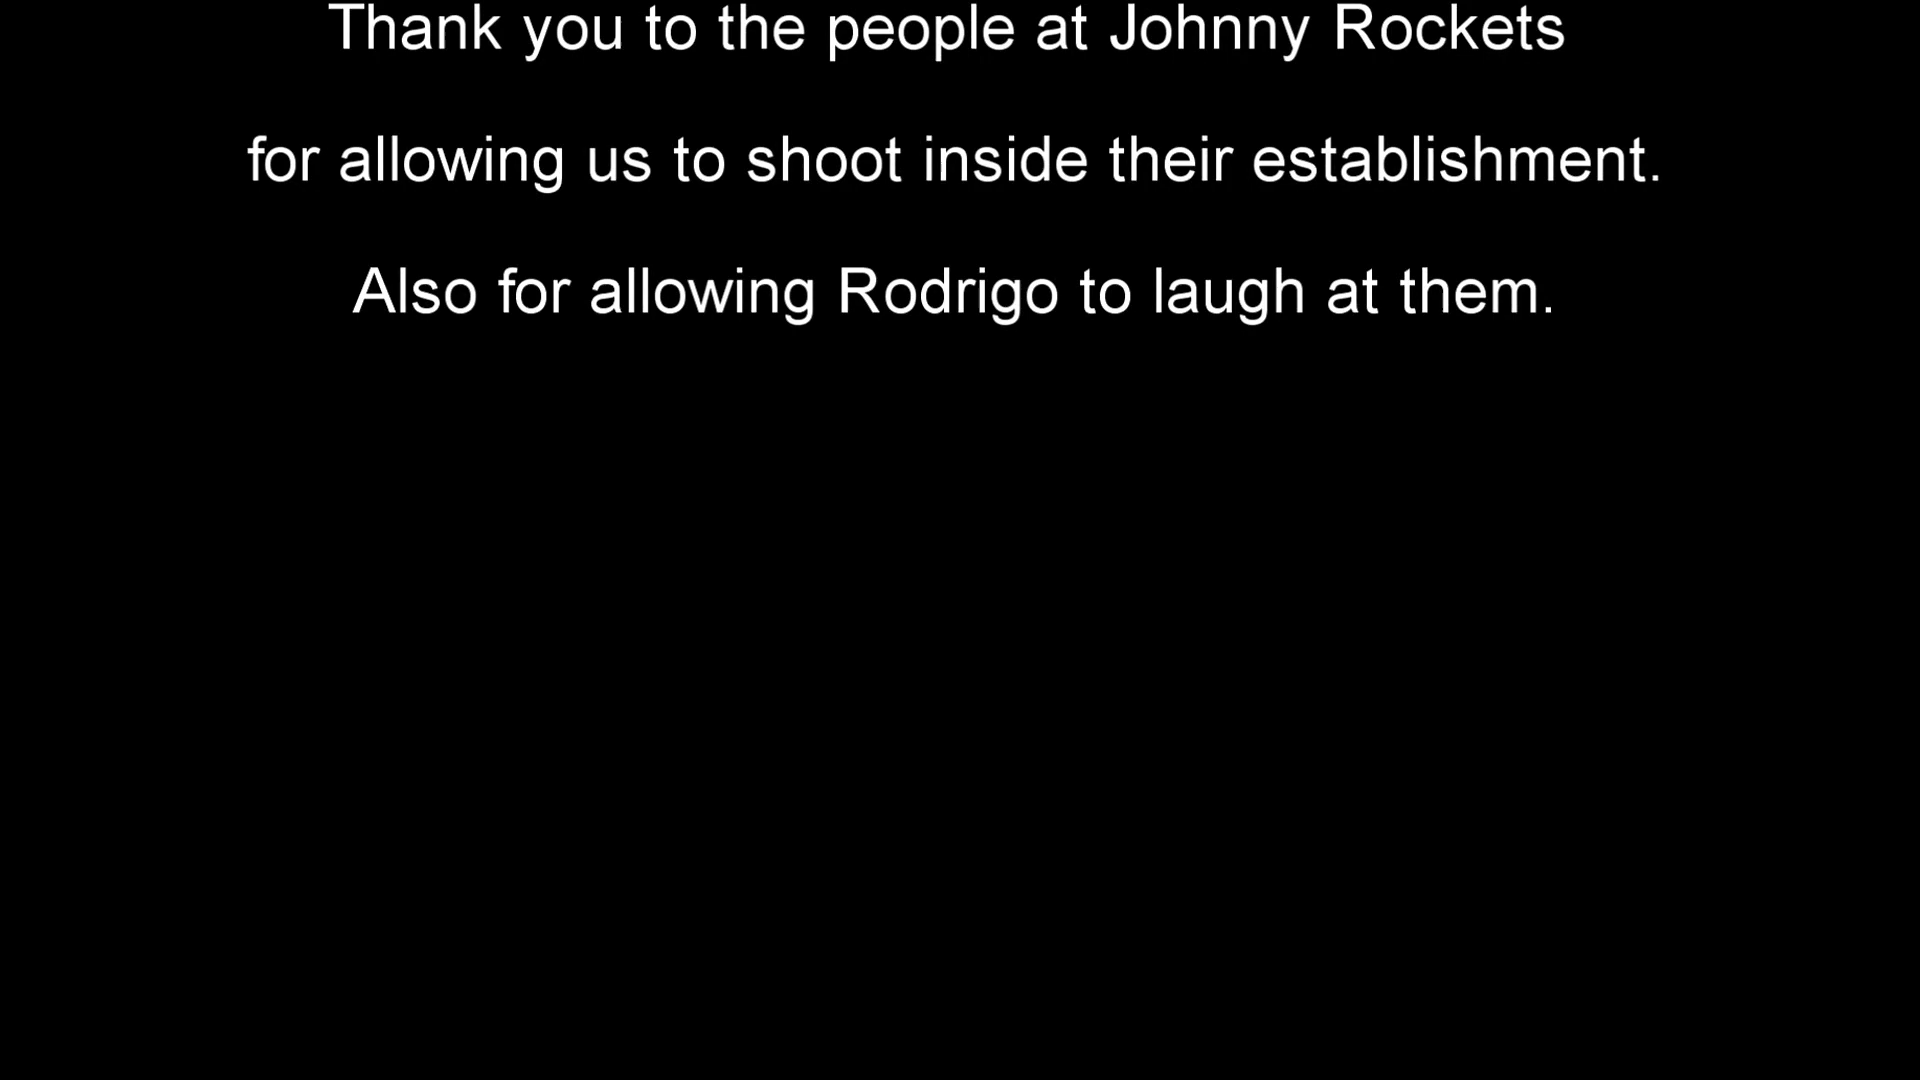 Thank you to the people at Johnny Rockets
for allowing us to shoot inside their establishment.
Also for allowing Rodrigo to laugh at them.